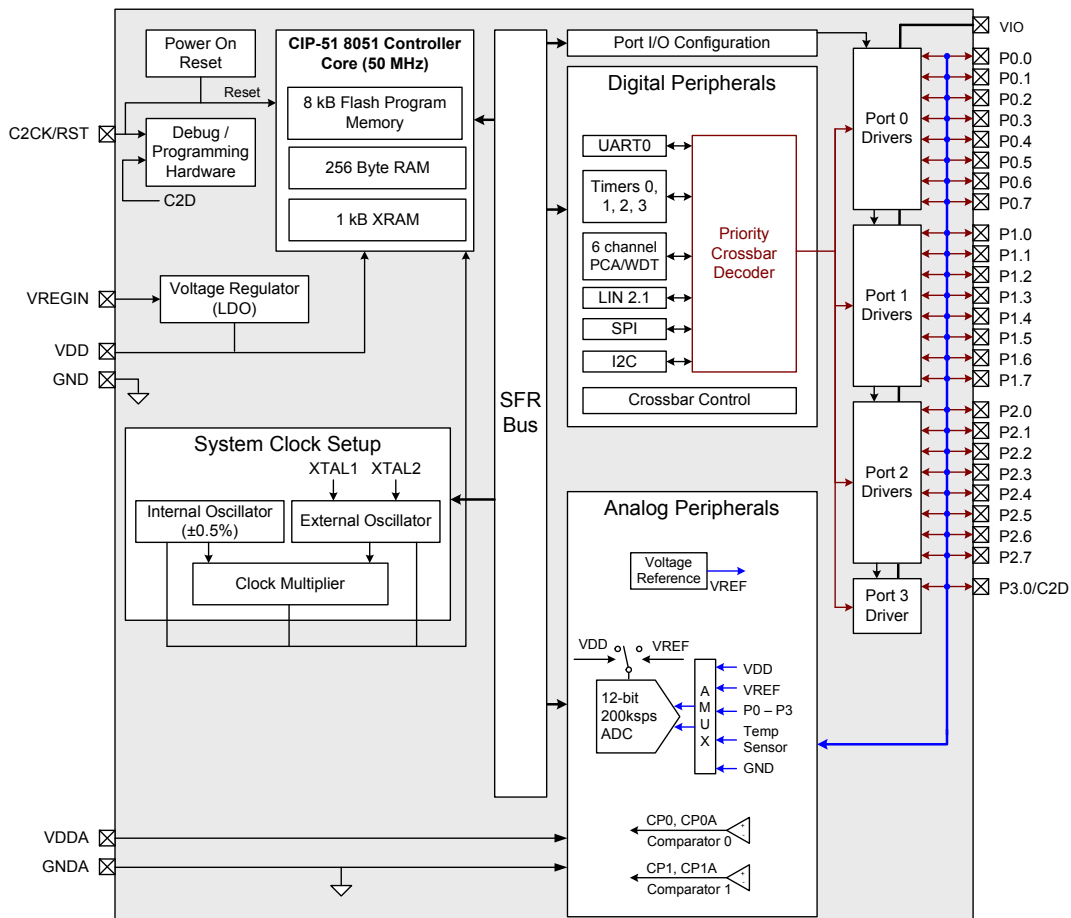 Power On
Reset
Reset
C2CK/RST
Debug /
Programming
Hardware
C2D
CIP-51 8051 Controller
Core (50 MHz)
8 kB Flash Program
Memory
256 Byte RAM
1 kB XRAM
VREGIN
Voltage Regulator
(LDO)
VDD
GND
System Clock Setup
XTAL1
XTAL2
Internal Oscillator
(±0.5%)
External Oscillator
Clock Multiplier
VDDA
GNDA
SFR
Bus
Port I/O Configuration
Digital Peripherals
UART0
Timers 0,
1, 2, 3
6 channel
PCA/WDT
LIN 2.1
SPI
I2C
Priority
Crossbar
Decoder
Crossbar Control
Analog Peripherals
Voltage
Reference
VREF
VDD
VREF
12-bit
200ksps
ADC
A
M
U
X
VDD
VREF
P0 – P3
Temp
Sensor
GND
CP0, CP0A
+
-
Comparator 0
CP1, CP1A
+
-
Comparator 1
Port 0
Drivers
Port 1
Drivers
Port 2
Drivers
Port 3
Driver
VIO
P0.0
P0.1
P0.2
P0.3
P0.4
P0.5
P0.6
P0.7
P1.0
P1.1
P1.2
P1.3
P1.4
P1.5
P1.6
P1.7
P2.0
P2.1
P2.2
P2.3
P2.4
P2.5
P2.6
P2.7
P3.0/C2D